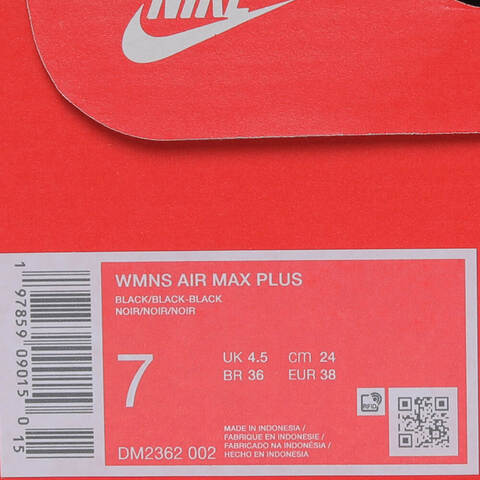 NIKE
WMNS AIR MAX PLUS
BLACK/BLACK-BLACK
NOIR/NOIR/NOIR
7
UK 4.5 cm 24
BR 36 EUR 38
RFID
MADE IN INDONESIA /
FABRIQUE EN INDONESIE /
FABRICADO NA INDONÉSIA /
HECHO EN INDONESIA
DM2362 002
1 97859 09015 0 15